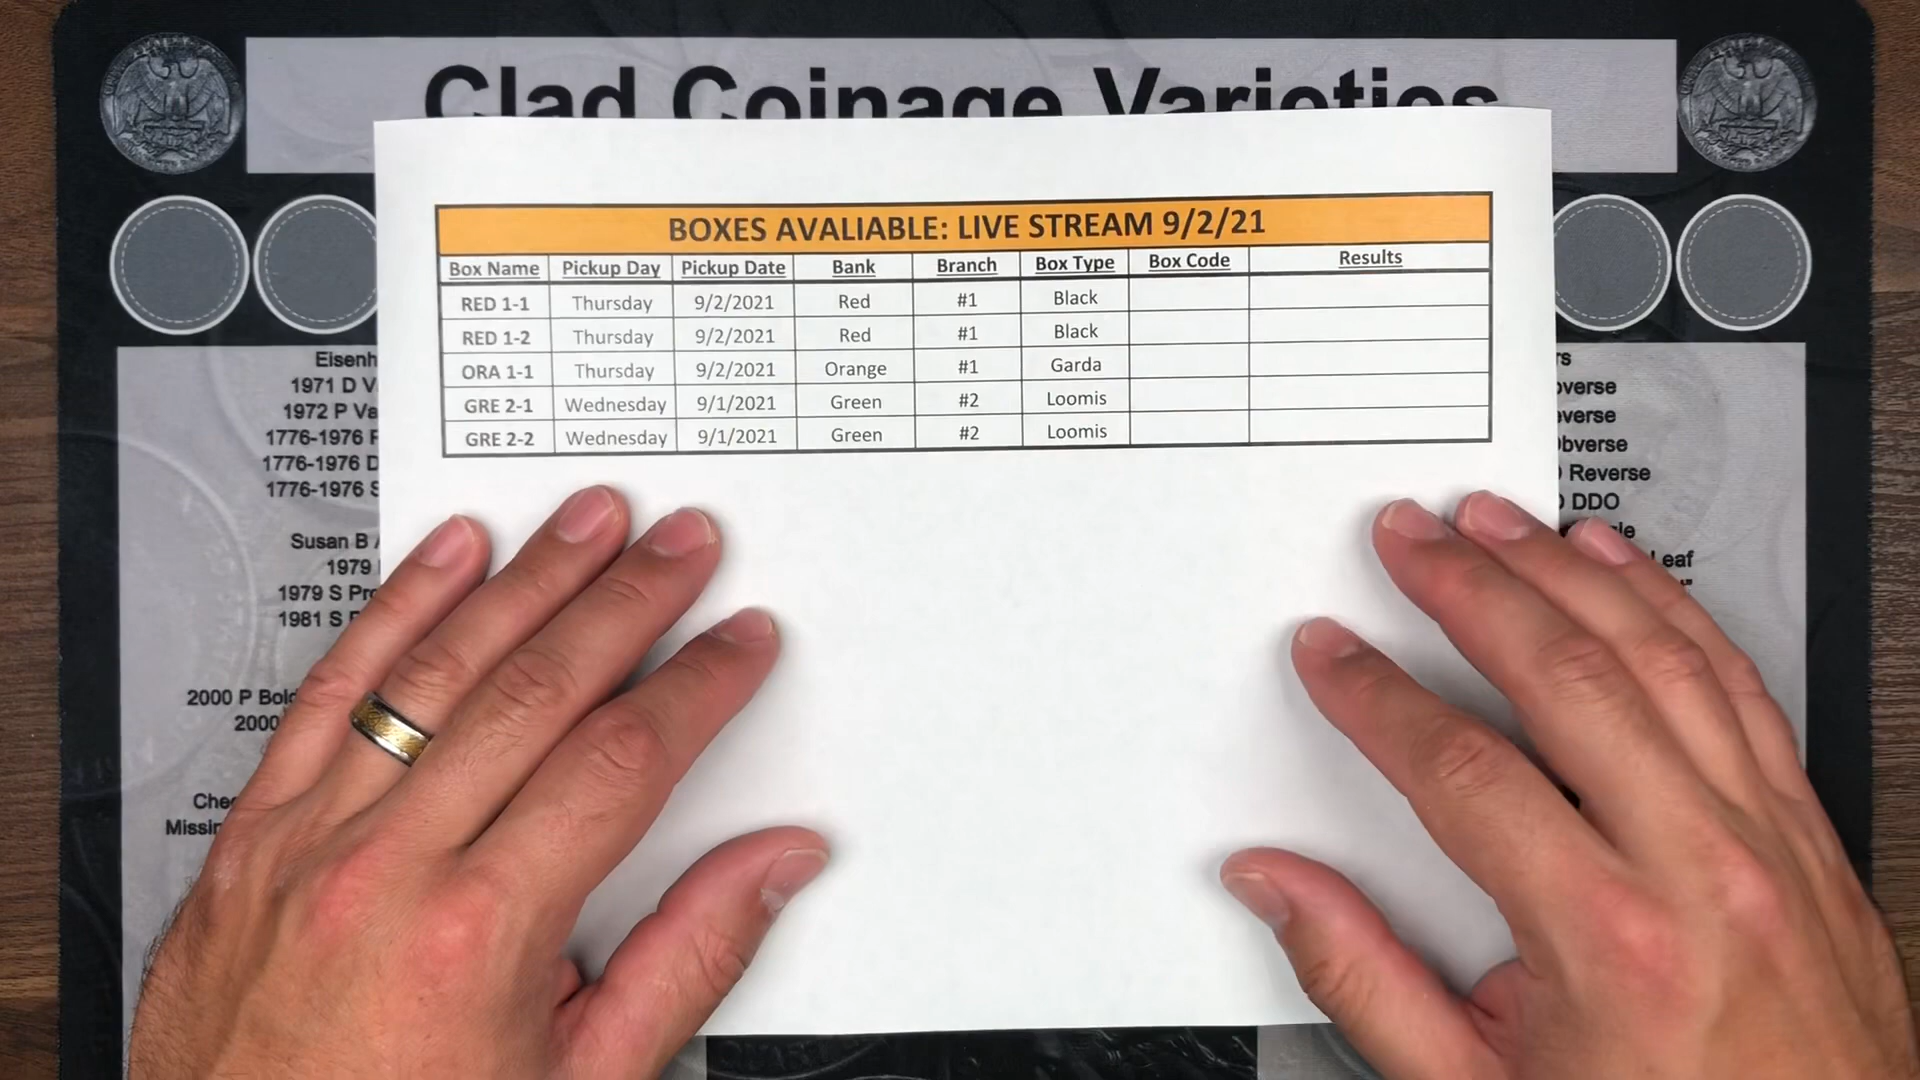 Clad Coinage Varieties
BOXES AVALIABLE: LIVE STREAM 9/2/21
Box Name Pickup Day Pickup Date Bank Branch Box Type Box Code Results
RED 1-1 Thursday 9/2/2021 Red #1 Black
RED 1-2 Thursday 9/2/2021 Red #1 Black
ORA 1-1 Thursday 9/2/2021 Orange #1 Garda
GRE 2-1 Wednesday 9/1/2021 Green #2 Loomis
GRE 2-2 Wednesday 9/1/2021 Green #2 Loomis
Eisenh
1971 D V
1972 P Va
1776-1976 P
1776-1976 D
1776-1976 S
Susan B
1979
1979 S Pro
1981 S P
2000 P Bold
2000
Chec
Missin
rs
overse
everse
bverse
Reverse
DDO
le
Leaf